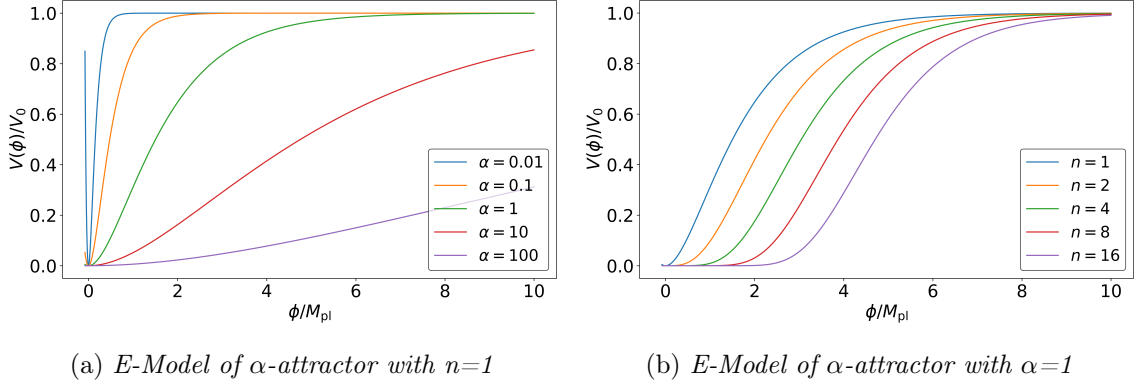 1.0
0.8
0.6
0.4
0.2
0.0
V(ϕ)/V₀
α = 0.01
α = 0.1
α = 1
α = 10
α = 100
0 2 4 6 8 10
ϕ/Mₚₗ
(a) E-Model of α-attractor with n=1
1.0
0.8
0.6
0.4
0.2
0.0
V(ϕ)/V₀
n = 1
n = 2
n = 4
n = 8
n = 16
0 2 4 6 8 10
ϕ/Mₚₗ
(b) E-Model of α-attractor with α=1